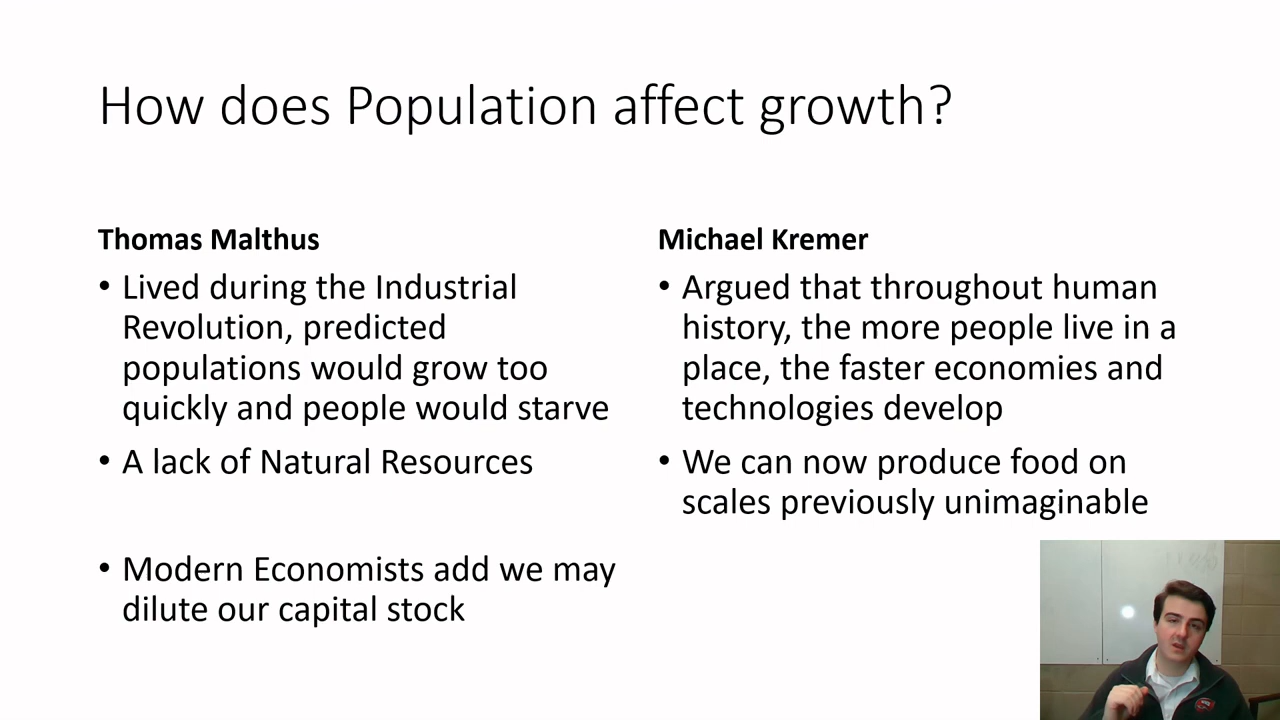 How does Population affect growth?
Thomas Malthus
• Lived during the Industrial
Revolution, predicted
populations would grow too
quickly and people would starve
• A lack of Natural Resources
• Modern Economists add we may
dilute our capital stock
Michael Kremer
• Argued that throughout human
history, the more people live in a
place, the faster economies and
technologies develop
• We can now produce food on
scales previously unimaginable